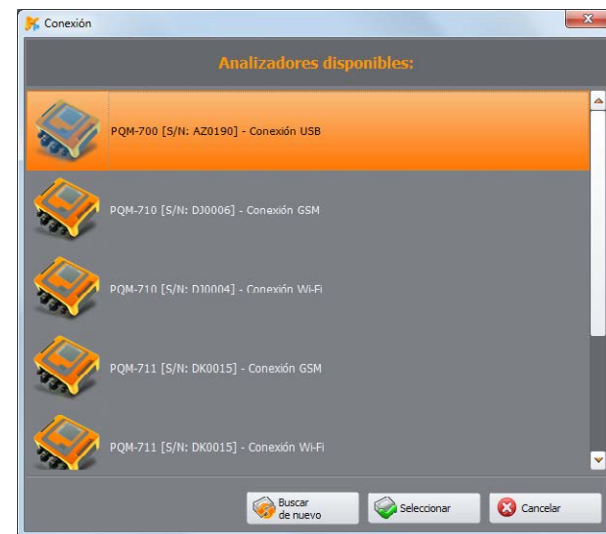 Conexión
Analizadores disponibles:
PQM-700 [S/N: AZ0190] - Conexión USB
PQM-710 [S/N: DJ0006] - Conexión GSM
PQM-710 [S/N: DJ0004] - Conexión Wi-Fi
PQM-711 [S/N: DK0015] - Conexión GSM
PQM-711 [S/N: DK0015] - Conexión Wi-Fi
Buscar
de nuevo
Seleccionar
Cancelar